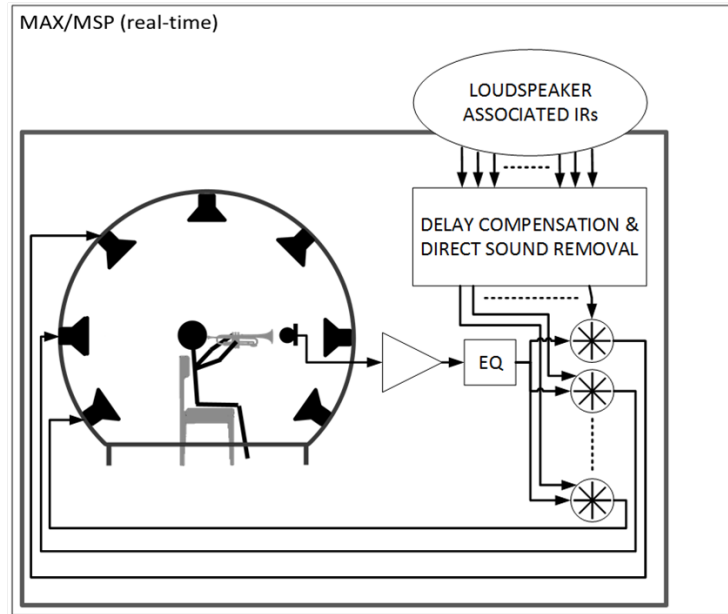 MAX/MSP (real-time)
LOUDSPEAKER
ASSOCIATED IRs
DELAY COMPENSATION &
DIRECT SOUND REMOVAL
EQ